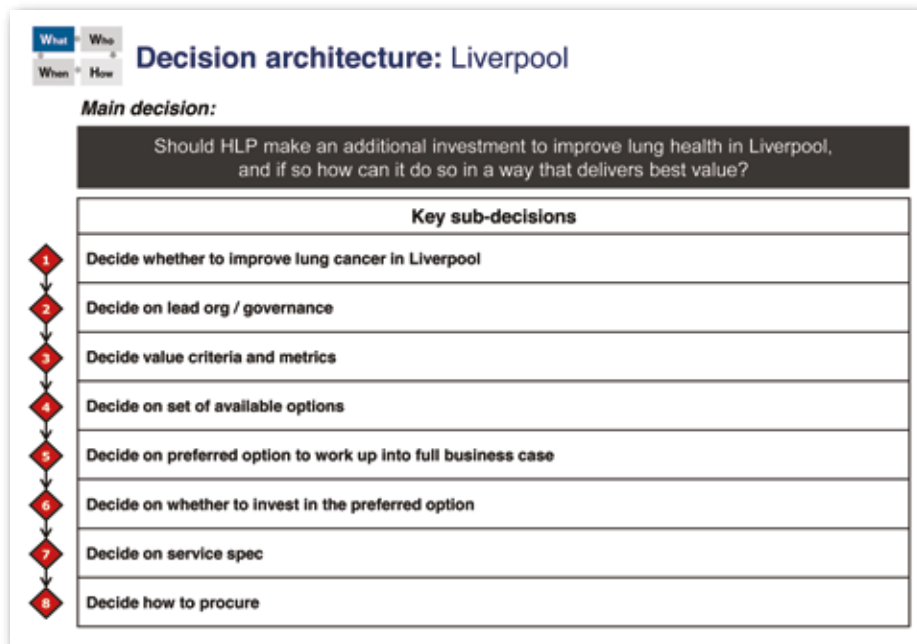 What Who
When How
Decision architecture: Liverpool
Main decision:
Should HLP make an additional investment to improve lung health in Liverpool,
and if so how can it do so in a way that delivers best value?
Key sub-decisions
1 Decide whether to improve lung cancer in Liverpool
2 Decide on lead org / governance
3 Decide value criteria and metrics
4 Decide on set of available options
5 Decide on preferred option to work up into full business case
6 Decide on whether to invest in the preferred option
7 Decide on service spec
8 Decide how to procure